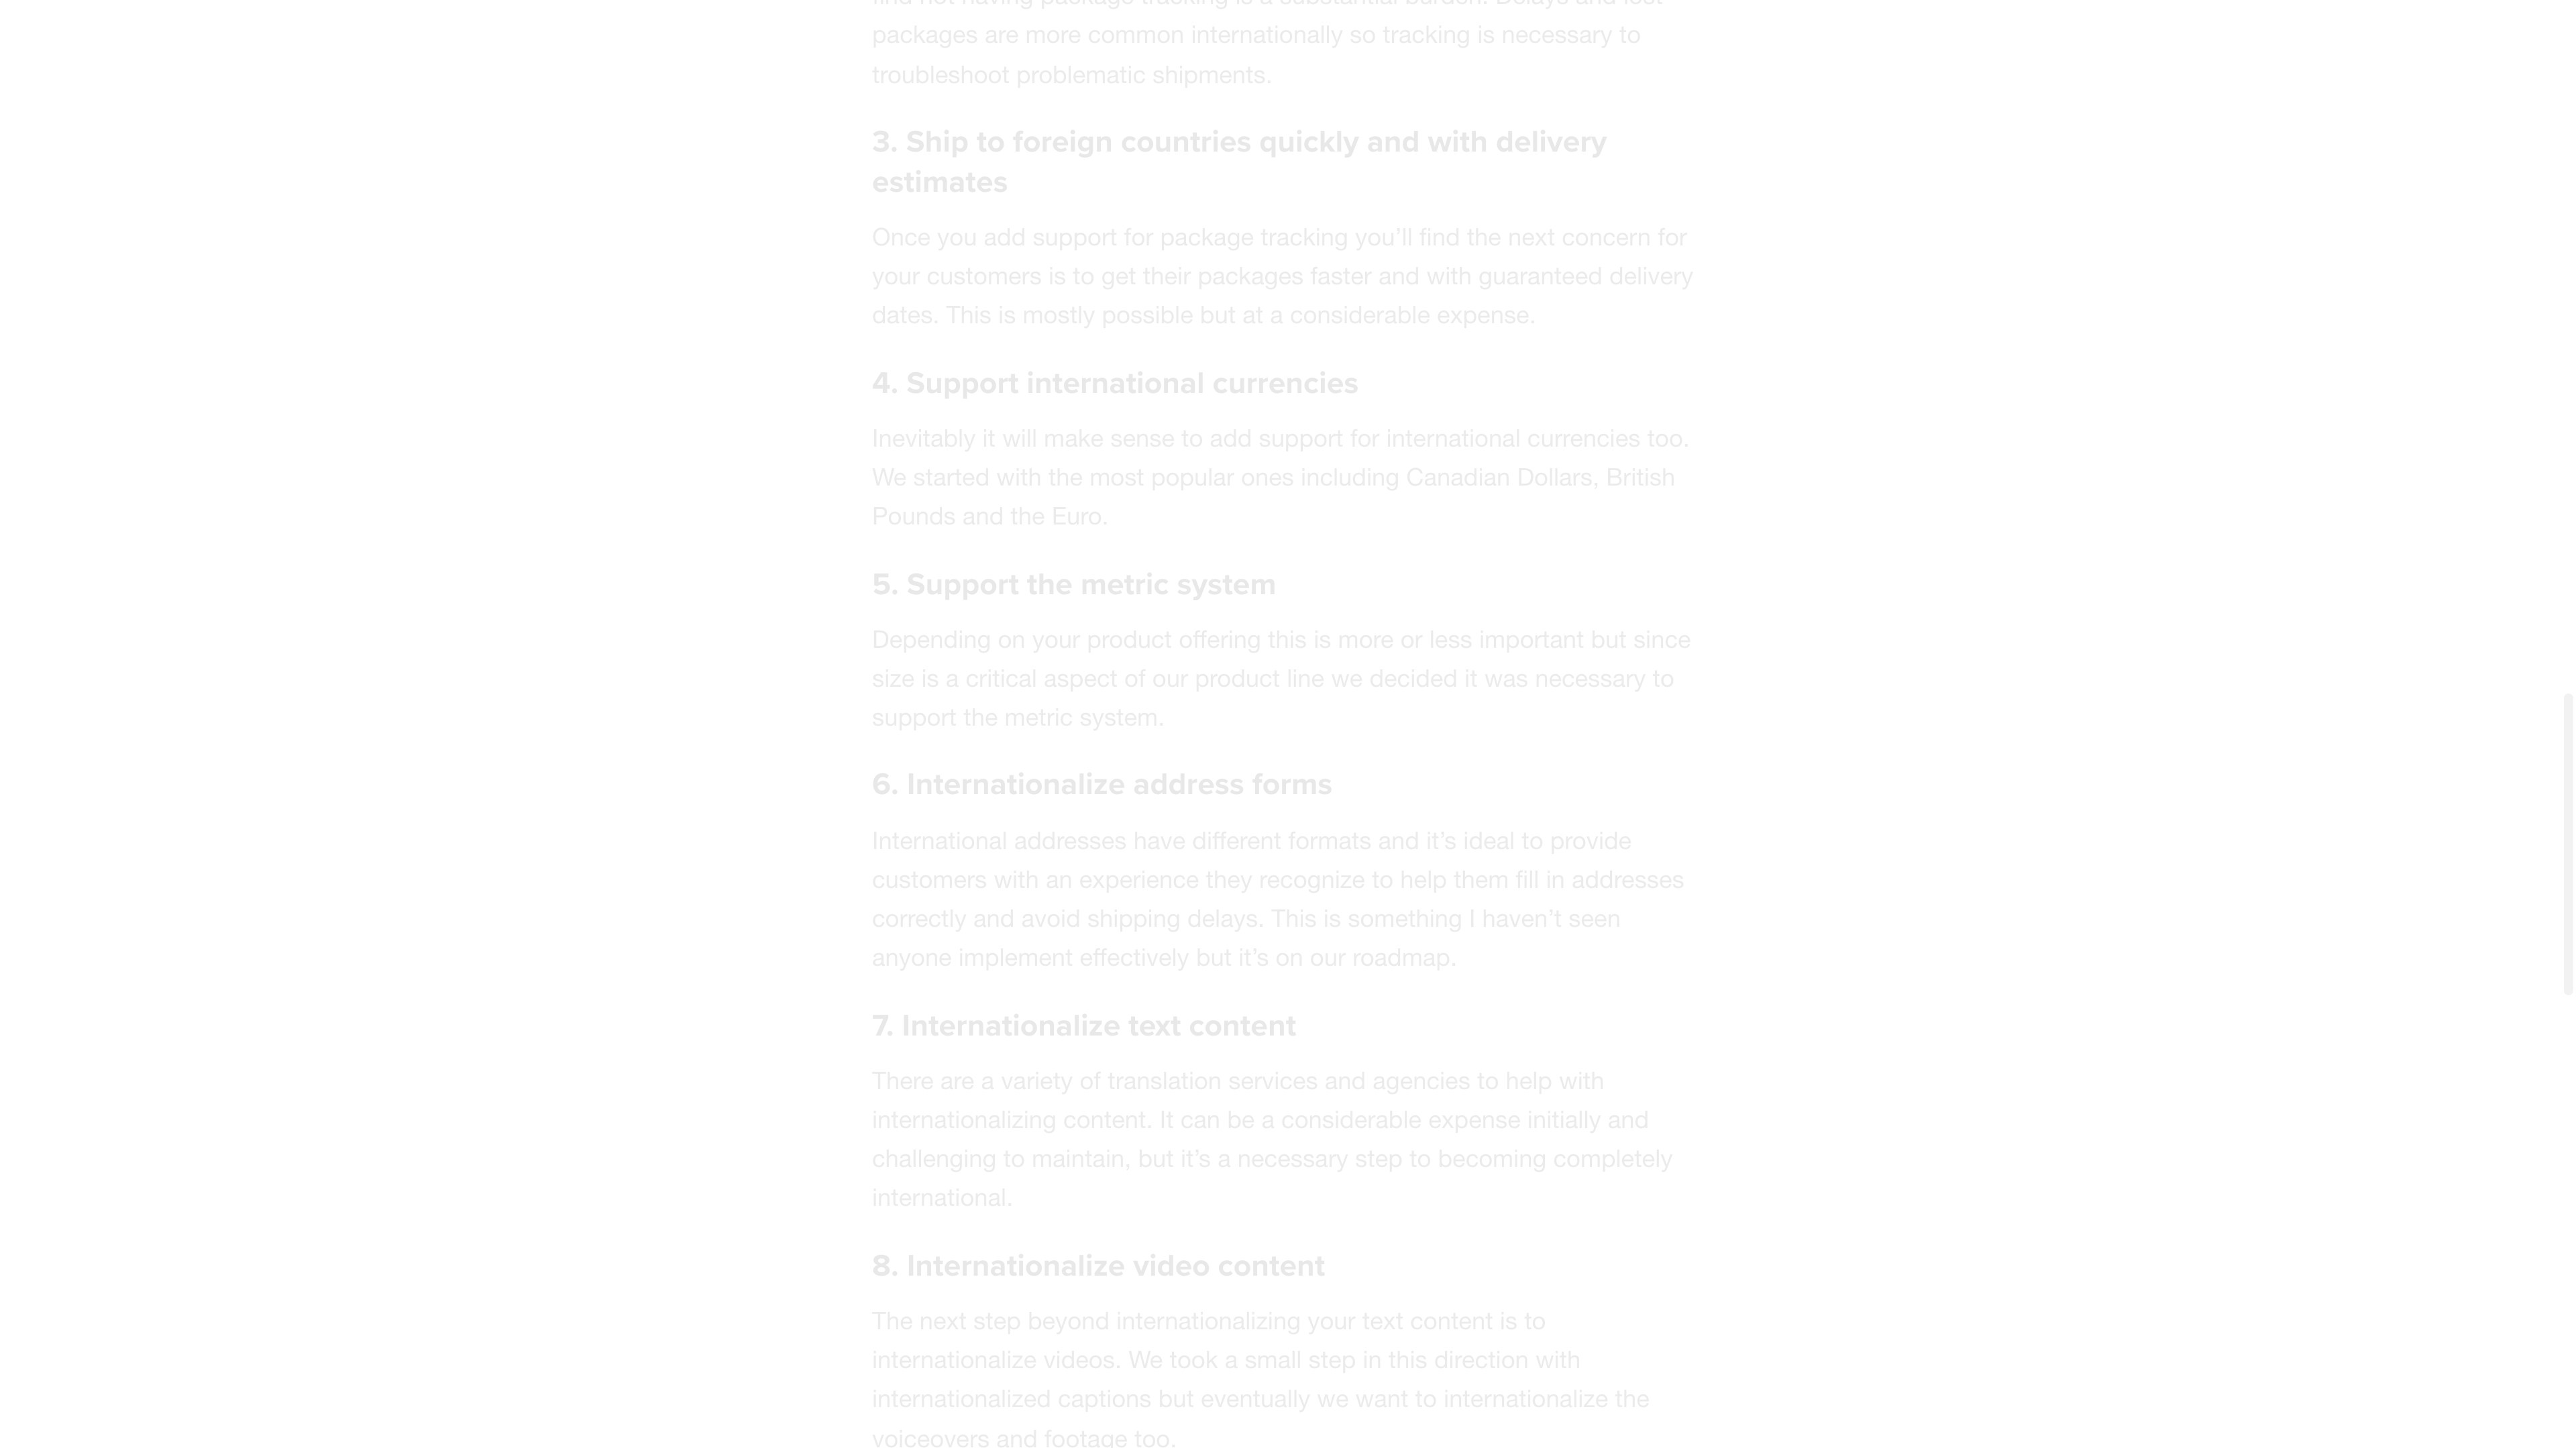 find not having package tracking is a substantial burden. Delays and lost
packages are more common internationally so tracking is necessary to
troubleshoot problematic shipments.
3. Ship to foreign countries quickly and with delivery
estimates
Once you add support for package tracking you’ll find the next concern for
your customers is to get their packages faster and with guaranteed delivery
dates. This is mostly possible but at a considerable expense.
4. Support international currencies
Inevitably it will make sense to add support for international currencies too.
We started with the most popular ones including Canadian Dollars, British
Pounds and the Euro.
5. Support the metric system
Depending on your product offering this is more or less important but since
size is a critical aspect of our product line we decided it was necessary to
support the metric system.
6. Internationalize address forms
International addresses have different formats and it’s ideal to provide
customers with an experience they recognize to help them fill in addresses
correctly and avoid shipping delays. This is something I haven’t seen
anyone implement effectively but it’s on our roadmap.
7. Internationalize text content
There are a variety of translation services and agencies to help with
internationalizing content. It can be a considerable expense initially and
challenging to maintain, but it’s a necessary step to becoming completely
international.
8. Internationalize video content
The next step beyond internationalizing your text content is to
internationalize videos. We took a small step in this direction with
internationalized captions but eventually we want to internationalize the
voiceovers and footage too.